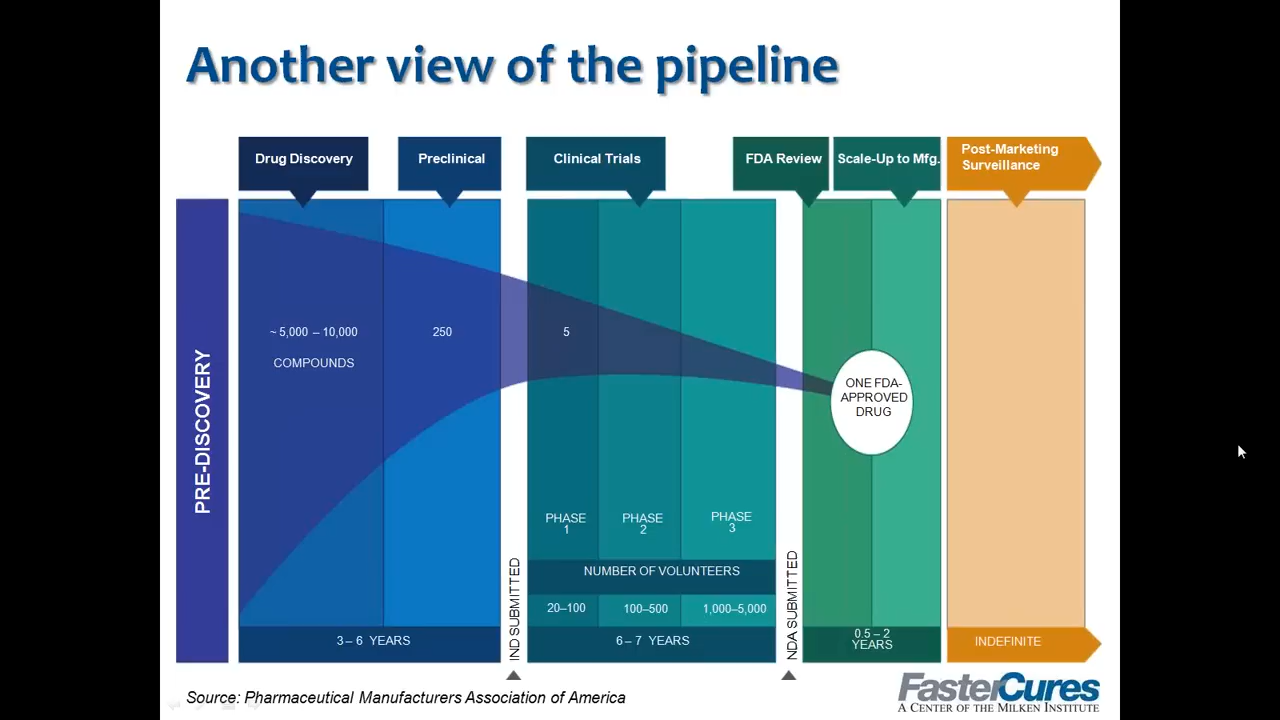 Another view of the pipeline
Drug Discovery
Preclinical
Clinical Trials
FDA Review
Scale-Up to Mfg.
Post-Marketing
Surveillance
PRE-DISCOVERY
~ 5,000 – 10,000
COMPOUNDS
250
5
ONE FDA-
APPROVED
DRUG
PHASE
1
PHASE
2
PHASE
3
NUMBER OF VOLUNTEERS
20–100
100–500
1,000–5,000
3 – 6 YEARS
IND SUBMITTED
6 – 7 YEARS
NDA SUBMITTED
0.5 – 2
YEARS
INDEFINITE
Source: Pharmaceutical Manufacturers Association of America
FasterCures
A CENTER OF THE MILKEN INSTITUTE